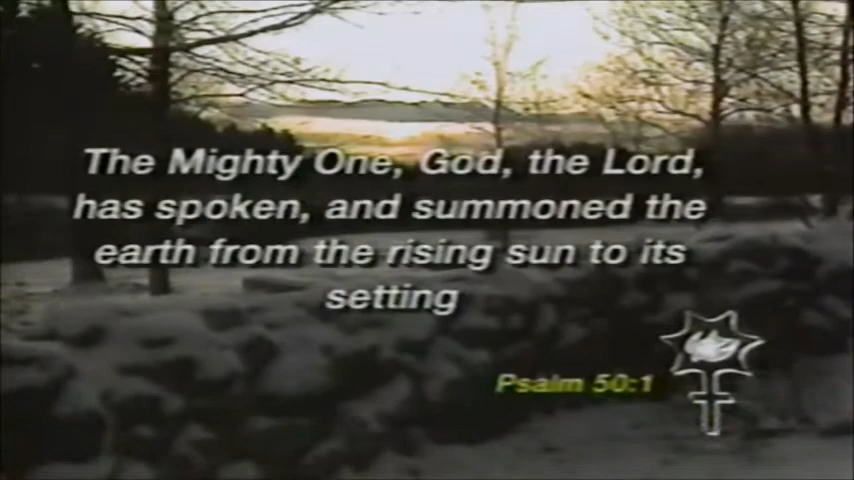 The Mighty One, God, the Lord,
has spoken, and summoned the
earth from the rising sun to its
setting
Psalm 50:1